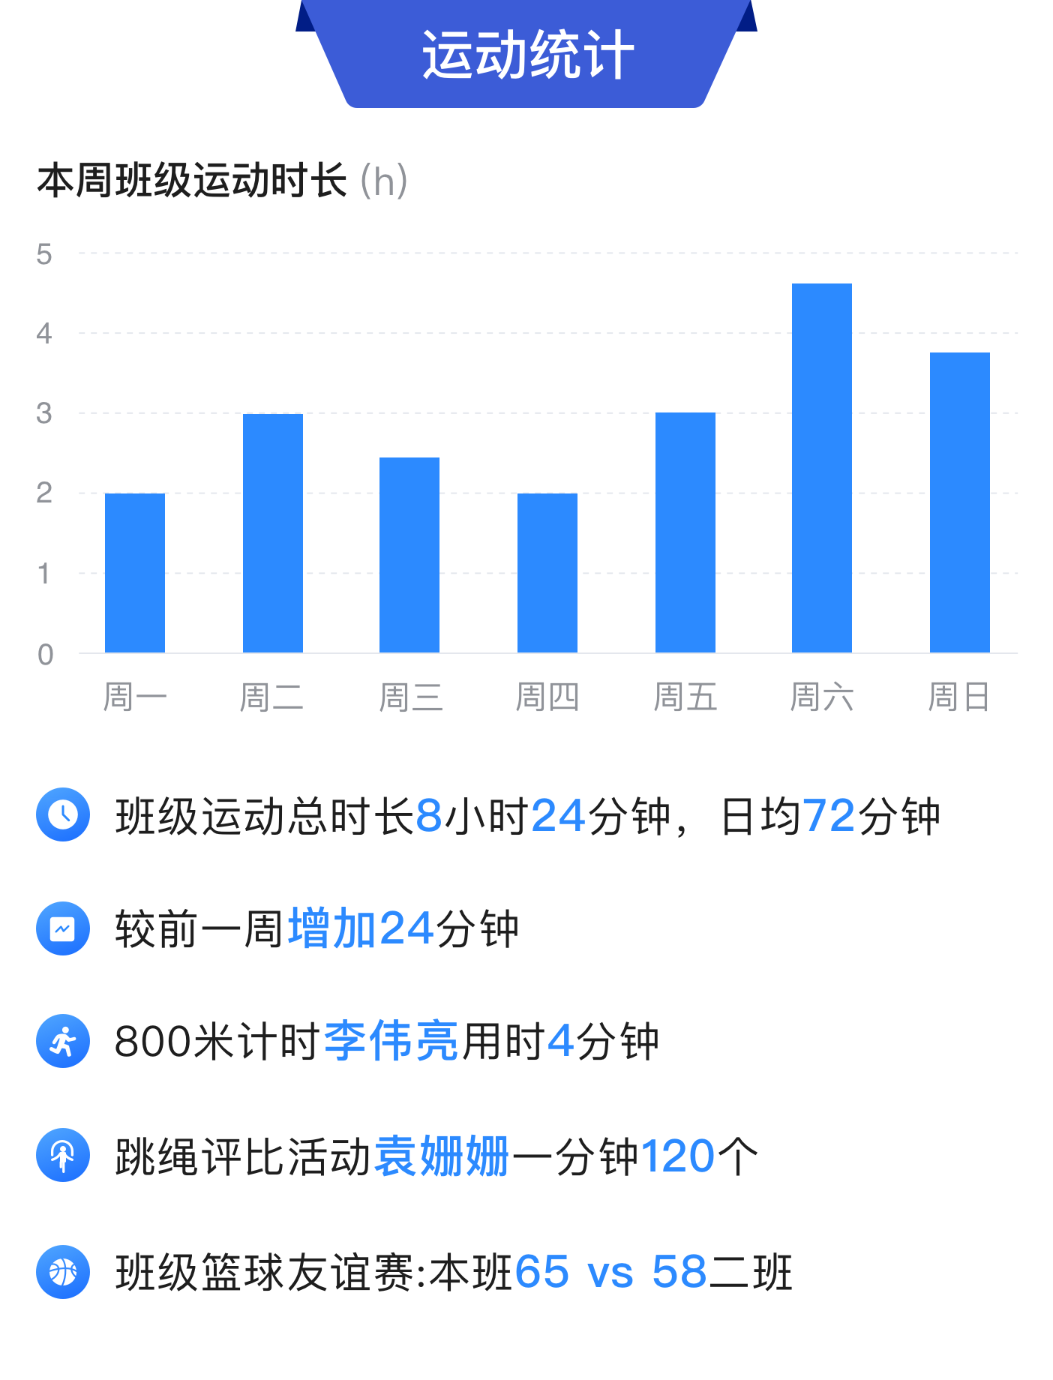 运动统计
本周班级运动时长 (h)
5
4
3
2
1
0
周一 周二 周三 周四 周五 周六 周日
班级运动总时长8小时24分钟，日均72分钟
较前一周增加24分钟
800米计时李伟亮用时4分钟
跳绳评比活动袁姗姗一分钟120个
班级篮球友谊赛:本班65 vs 58二班